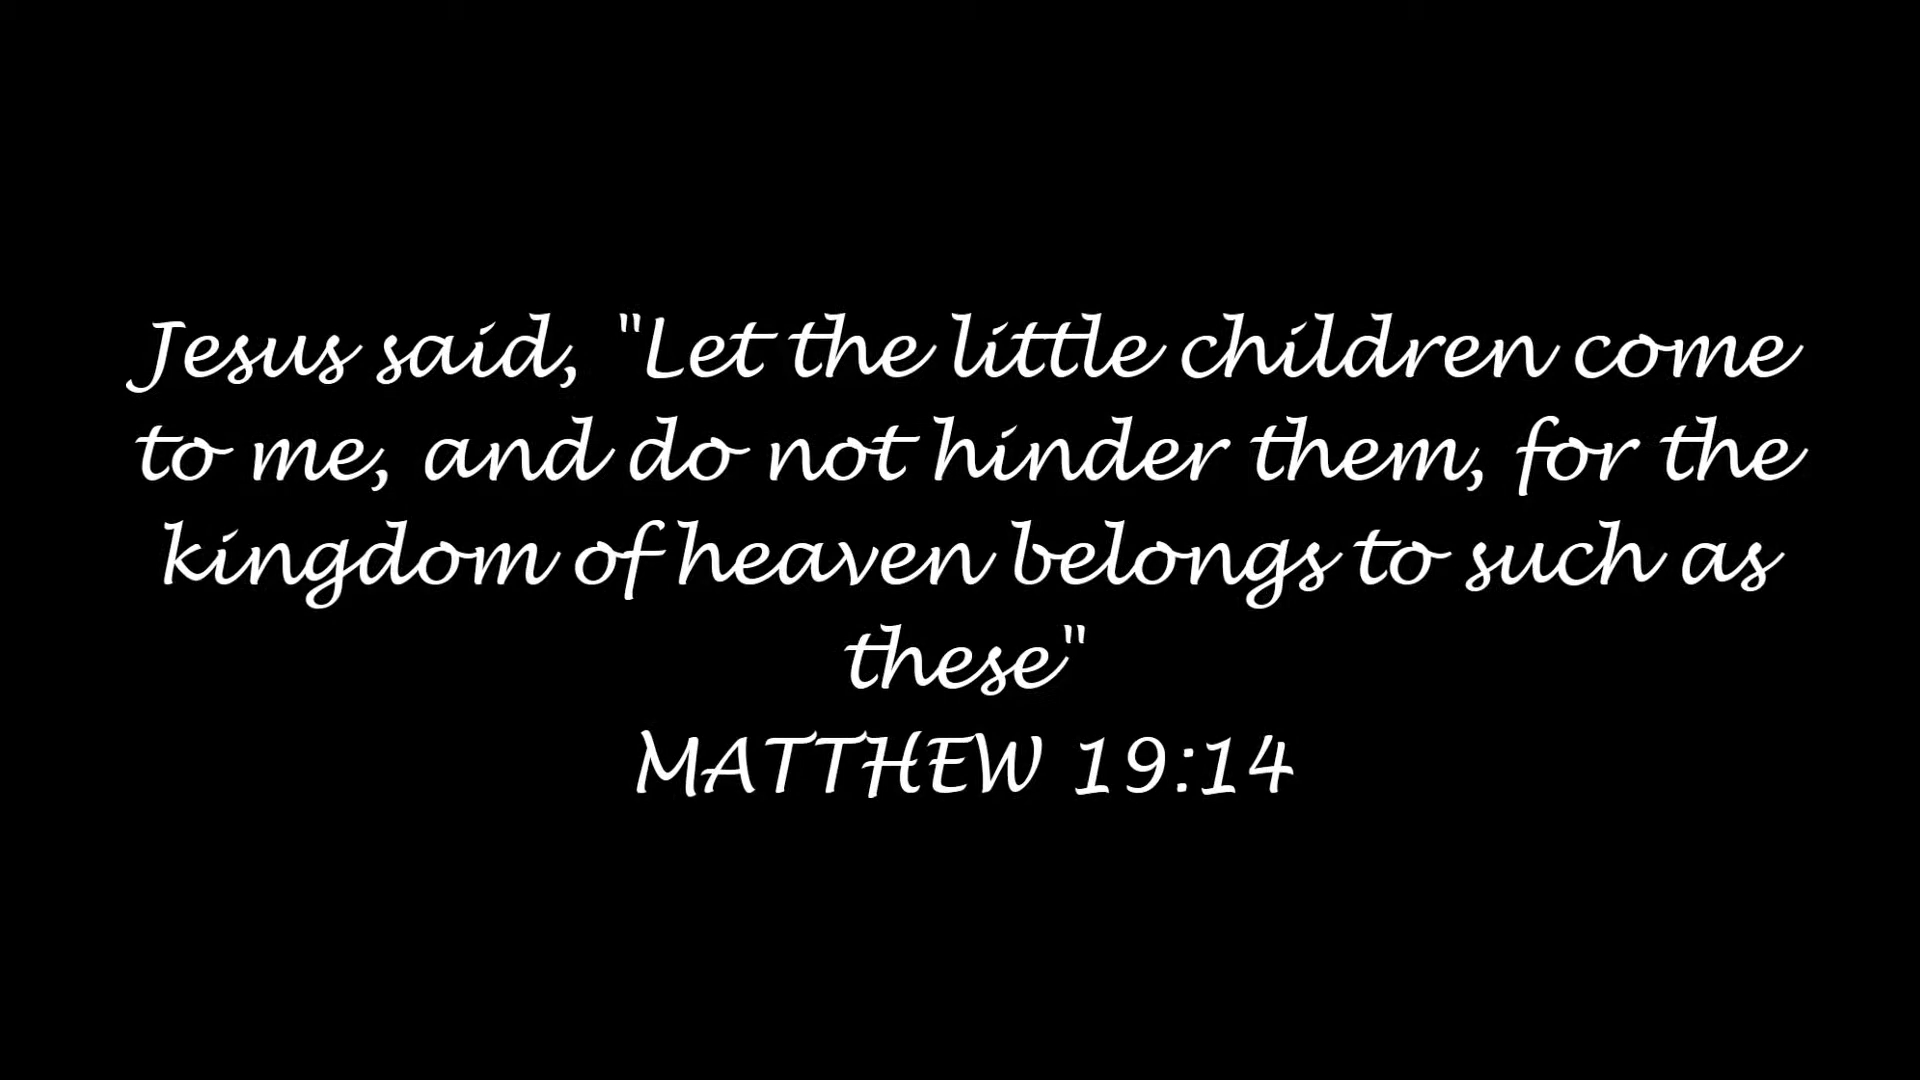 Jesus said, "Let the little children come
to me, and do not hinder them, for the
kingdom of heaven belongs to such as
these"
MATTHEW 19:14